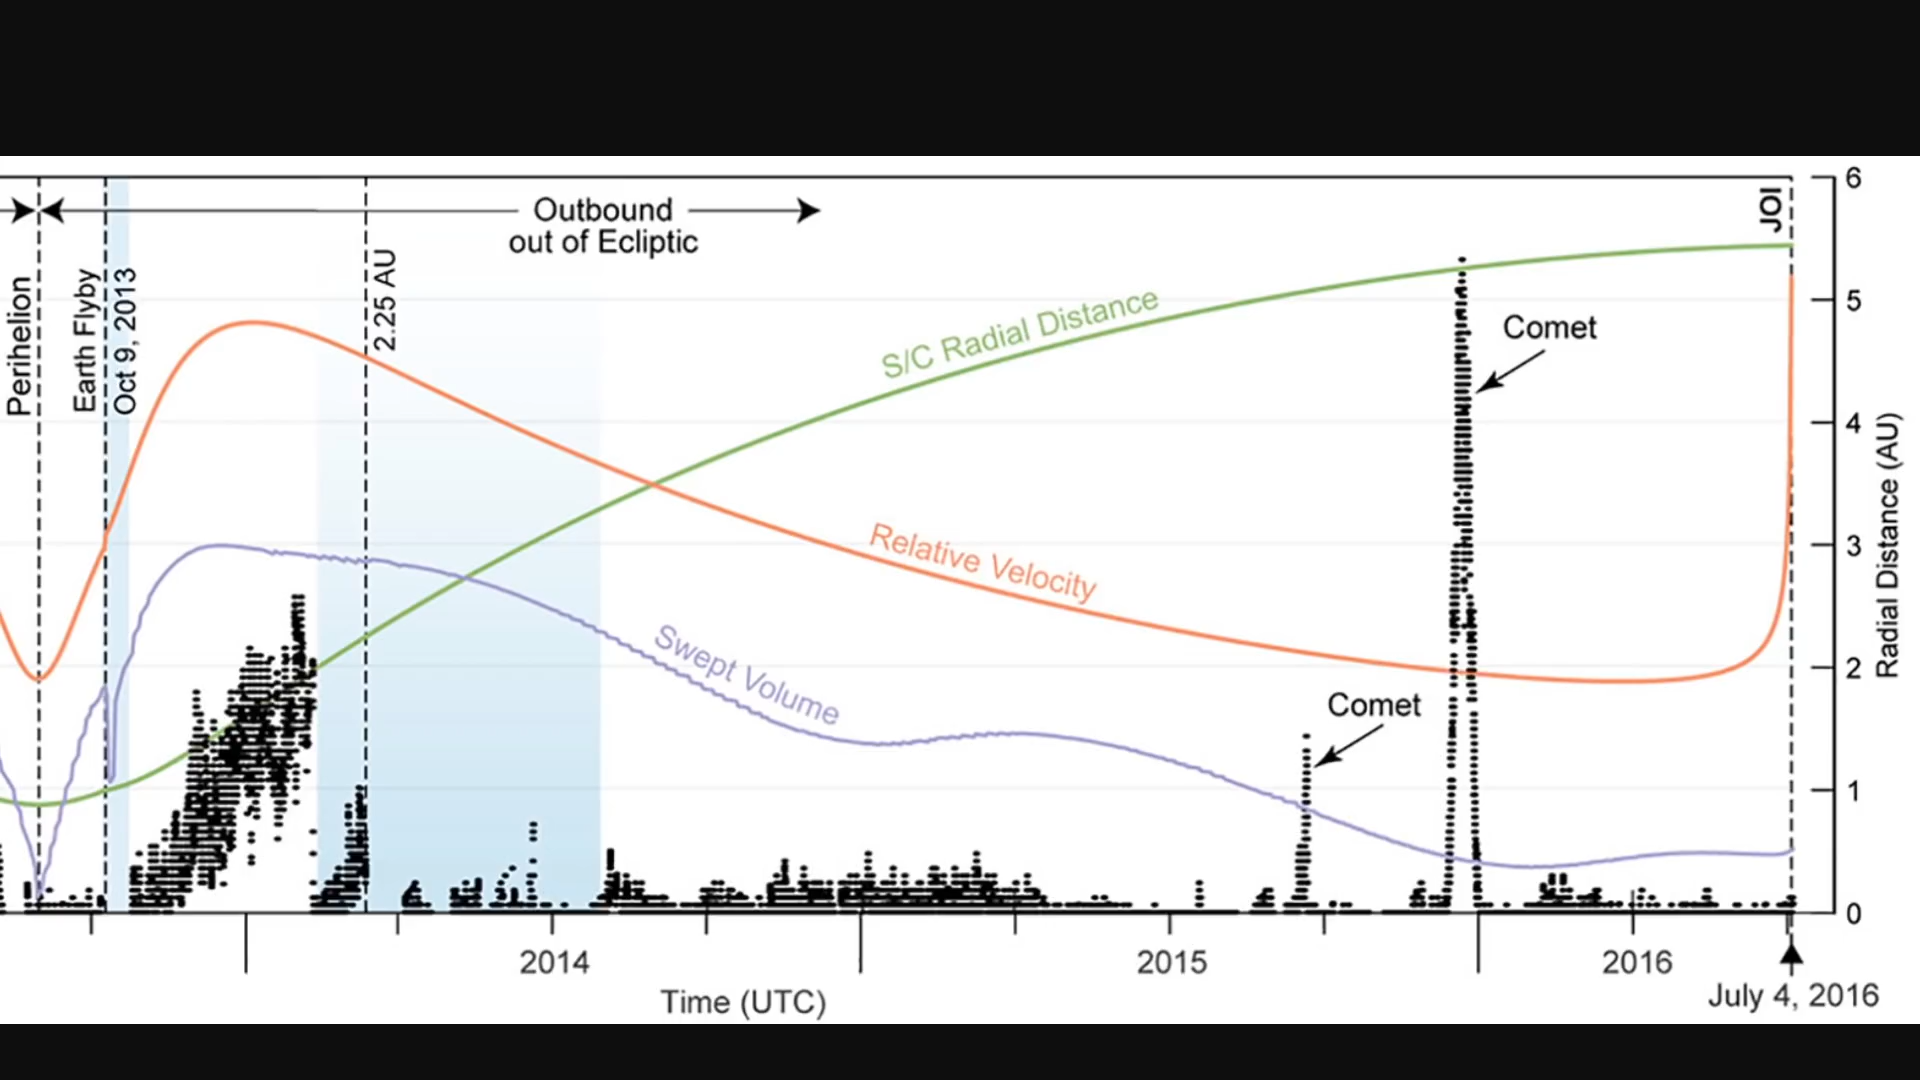 Perihelion
Earth Flyby
Oct 9, 2013
2.25 AU
Outbound
out of Ecliptic
S/C Radial Distance
Relative Velocity
Swept Volume
Comet
Comet
JOI
6
5
4
3
2
1
0
Radial Distance (AU)
2014
2015
2016
Time (UTC)
July 4, 2016